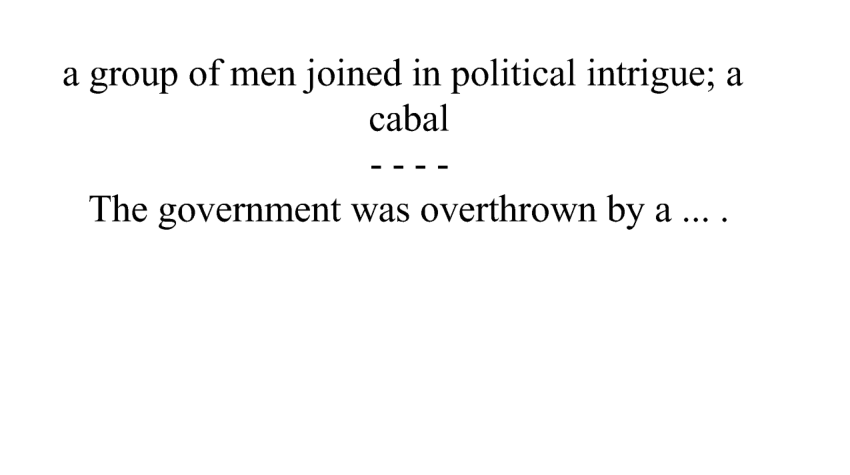 a group of men joined in political intrigue; a
cabal
- - - -
The government was overthrown by a ... .